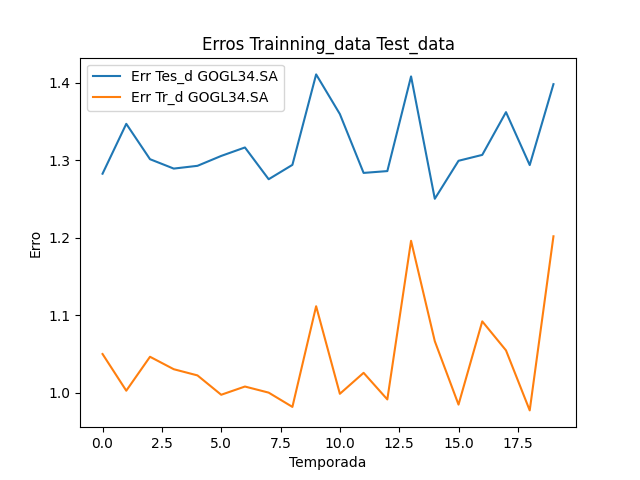 Erros Trainning_data Test_data
Err Tes_d GOGL34.SA
Err Tr_d GOGL34.SA
1.4
1.3
1.2
1.1
1.0
Erro
0.0 2.5 5.0 7.5 10.0 12.5 15.0 17.5
Temporada